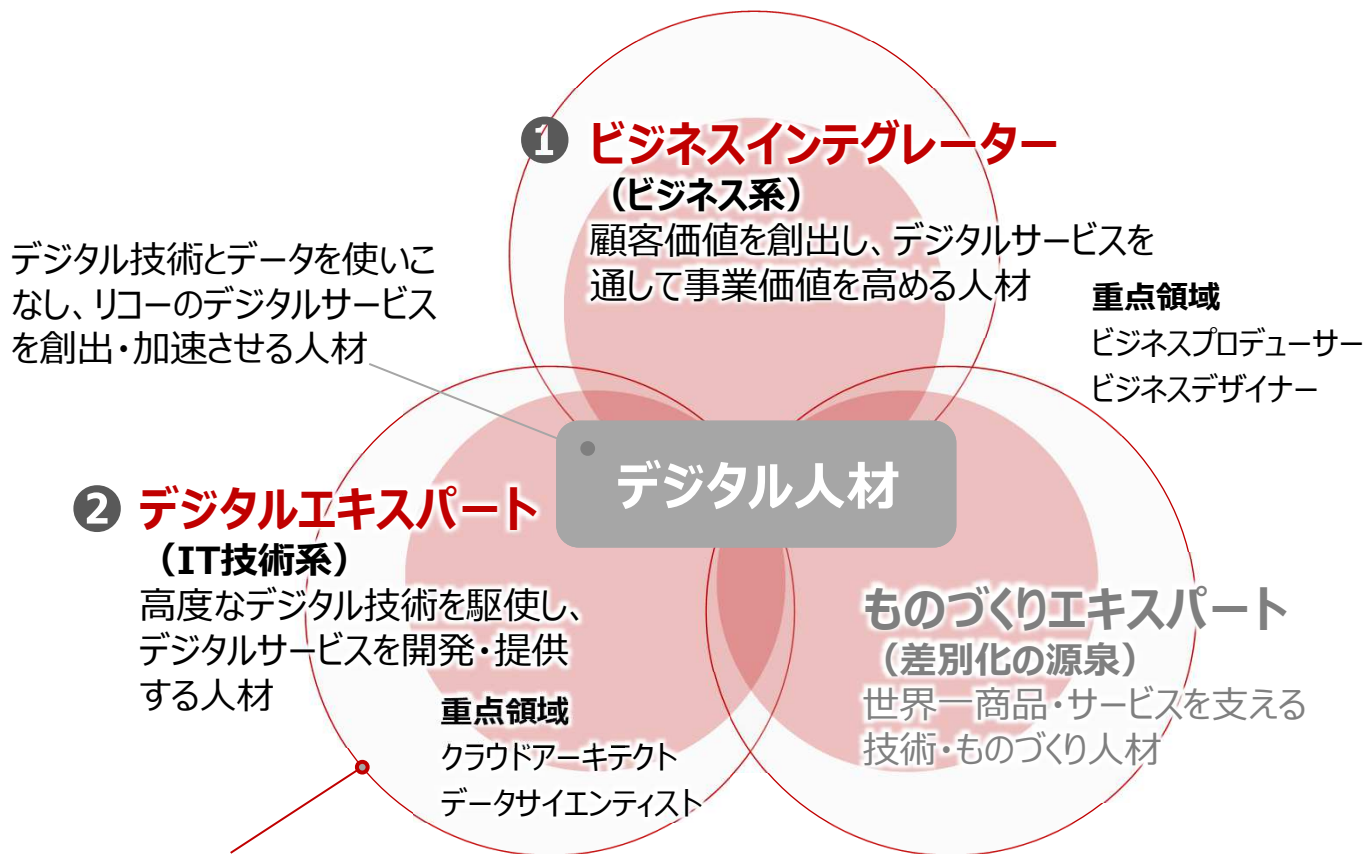 ❶ ビジネスインテグレーター
（ビジネス系）
顧客価値を創出し、デジタルサービスを
通して事業価値を高める人材
重点領域
ビジネスプロデューサー
ビジネスデザイナー
デジタル技術とデータを使いこ
なし、リコーのデジタルサービス
を創出・加速させる人材
デジタル人材
❷ デジタルエキスパート
（IT技術系）
高度なデジタル技術を駆使し、
デジタルサービスを開発・提供
する人材
重点領域
クラウドアーキテクト
データサイエンティスト
ものづくりエキスパート
（差別化の源泉）
世界一商品・サービスを支える
技術・ものづくり人材